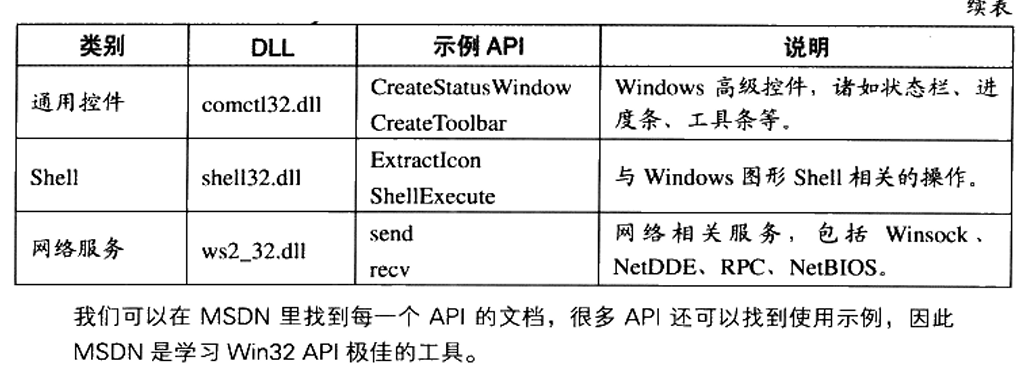 续表
类别 DLL 示例 API 说明
通用控件 comctl32.dll CreateStatusWindow Windows 高级控件，诸如状态栏、进
CreateToolbar 度条、工具条等。
Shell shell32.dll ExtractIcon 与 Windows 图形 Shell 相关的操作。
ShellExecute
网络服务 ws2_32.dll send 网络相关服务，包括 Winsock、
recv NetDDE、RPC、NetBIOS。
我们可以在 MSDN 里找到每一个 API 的文档，很多 API 还可以找到使用示例，因此
MSDN 是学习 Win32 API 极佳的工具。